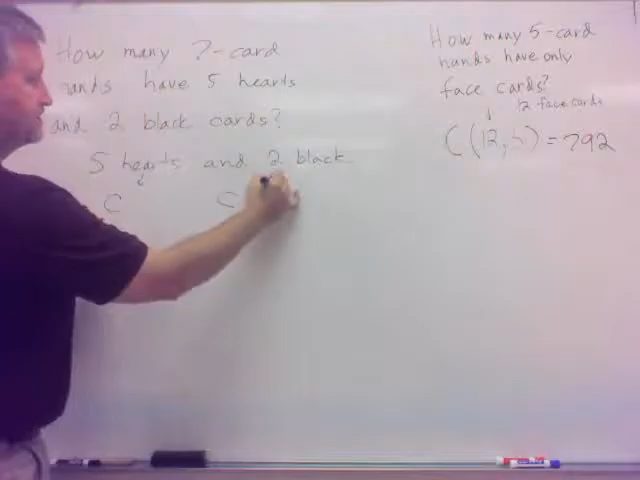 How many 7-card
hands have 5 hearts
and 2 black cards?
5 hearts and 2 black
C C
How many 5-card
hands have only
face cards?
12 face cards
C(12,5)=792